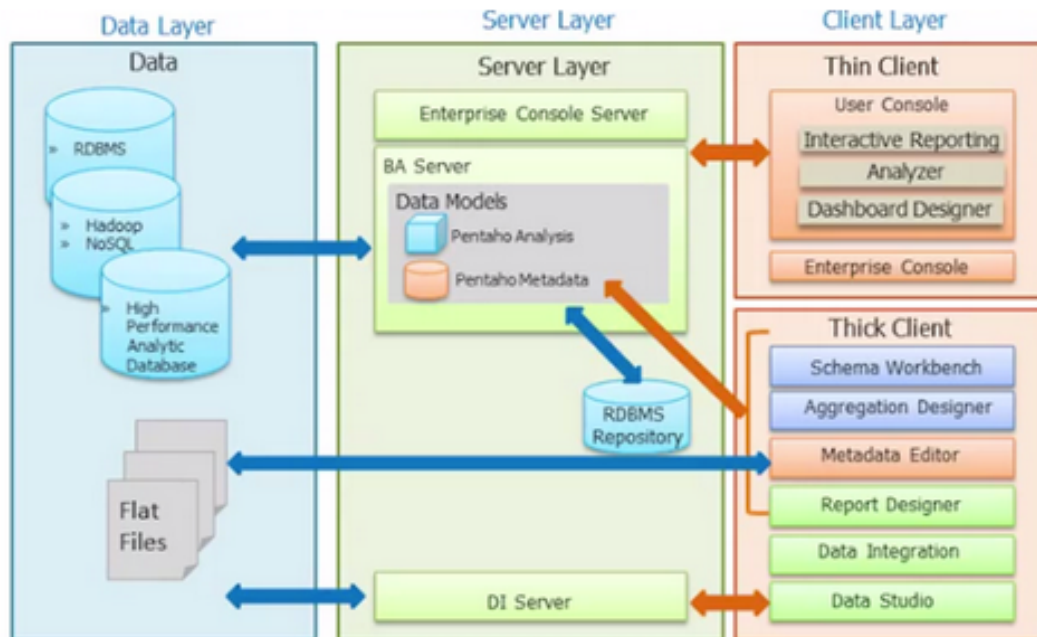 Data Layer
Server Layer
Client Layer
Data
» RDBMS
» Hadoop
» NoSQL
» High
Performance
Analytic
Database
Flat
Files
Server Layer
Enterprise Console Server
BA Server
Data Models
Pentaho Analysis
Pentaho Metadata
RDBMS
Repository
DI Server
Thin Client
User Console
Interactive Reporting
Analyzer
Dashboard Designer
Enterprise Console
Thick Client
Schema Workbench
Aggregation Designer
Metadata Editor
Report Designer
Data Integration
Data Studio